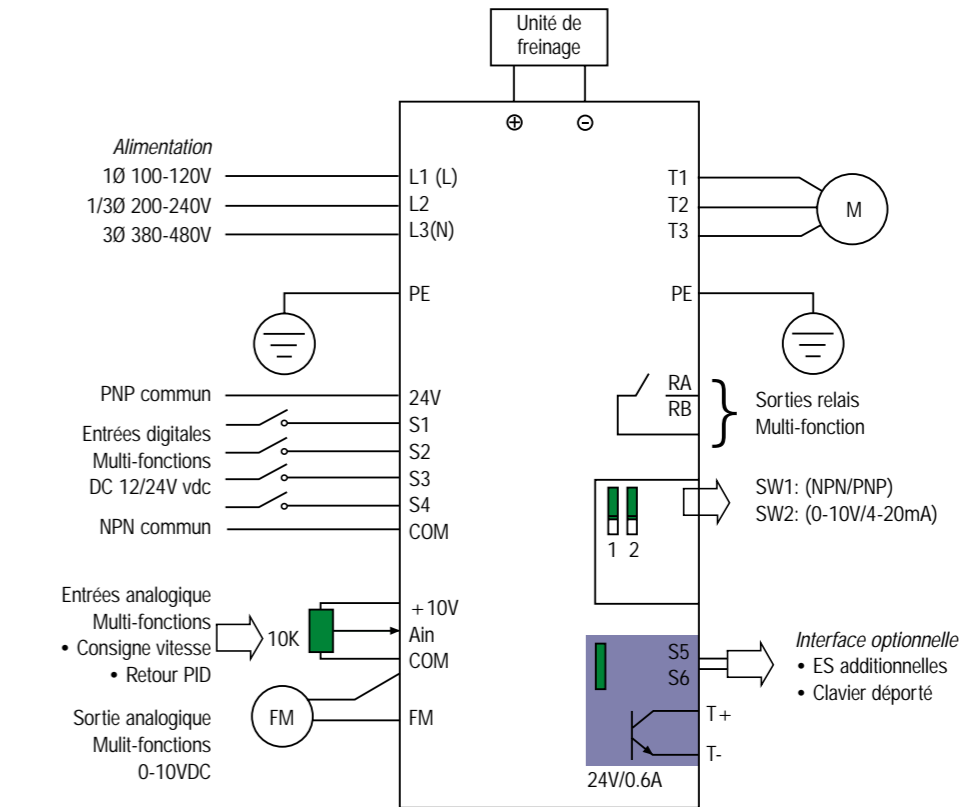 Unité de
freinage
⊕ ⊖
Alimentation
1Ø 100-120V
1/3Ø 200-240V
3Ø 380-480V
L1 (L)
L2
L3(N)
T1
T2
T3
M
PE
PE
PNP commun
Entrées digitales
Multi-fonctions
DC 12/24V vdc
NPN commun
24V
S1
S2
S3
S4
COM
RA
RB
Sorties relais
Multi-fonction
SW1: (NPN/PNP)
SW2: (0-10V/4-20mA)
1 2
Entrées analogique
Multi-fonctions
• Consigne vitesse
• Retour PID
10K
+10V
Ain
COM
FM
FM
Sortie analogique
Mulit-fonctions
0-10VDC
S5
S6
Interface optionnelle
• ES additionnelles
• Clavier déporté
T+
T-
24V/0.6A